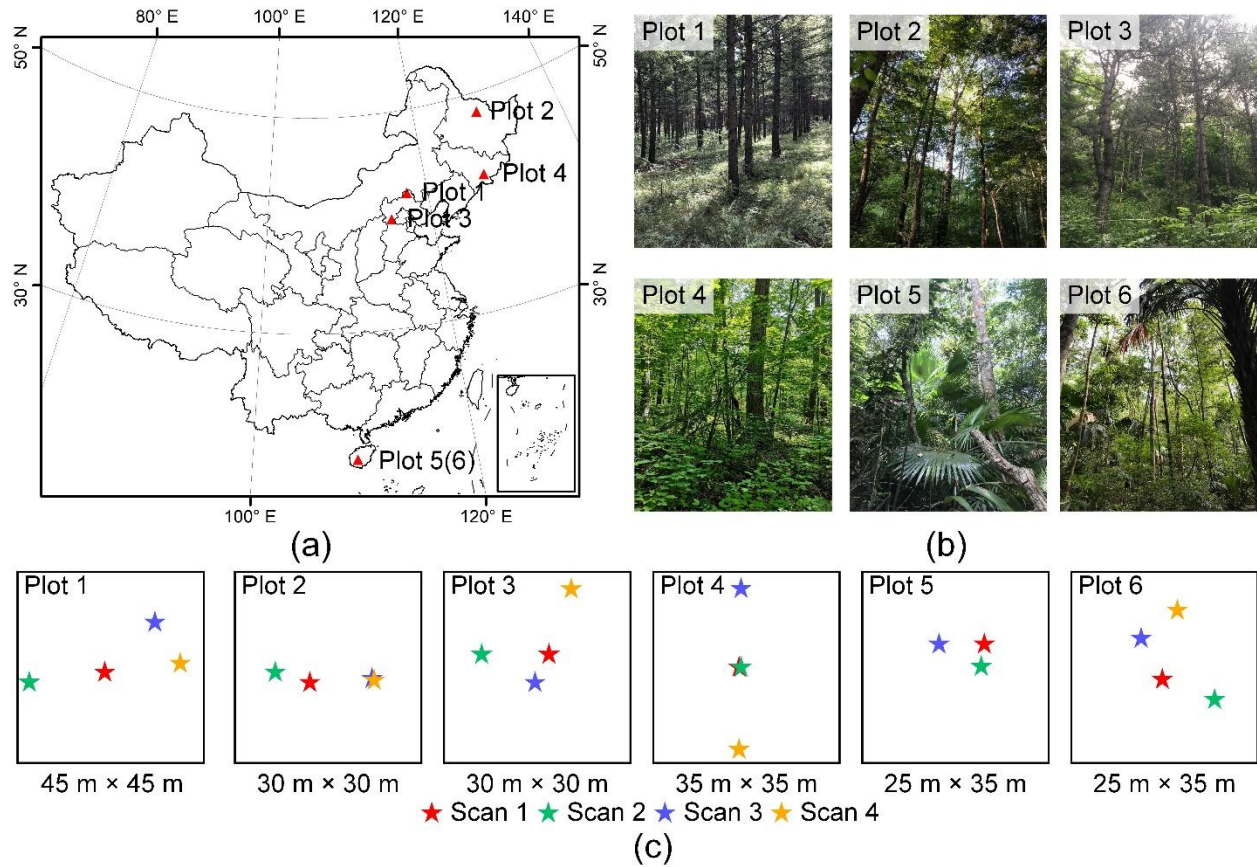 80° E 100° E 120° E 140° E
50° N
50° N
Plot 2
Plot 4
Plot 1
Plot 3
30° N
30° N
Plot 5(6)
100° E 120° E
(a)
Plot 1 Plot 2 Plot 3
Plot 4 Plot 5 Plot 6
(b)
Plot 1 Plot 2 Plot 3 Plot 4 Plot 5 Plot 6
45 m × 45 m 30 m × 30 m 30 m × 30 m 35 m × 35 m 25 m × 35 m 25 m × 35 m
Scan 1 Scan 2 Scan 3 Scan 4
(c)